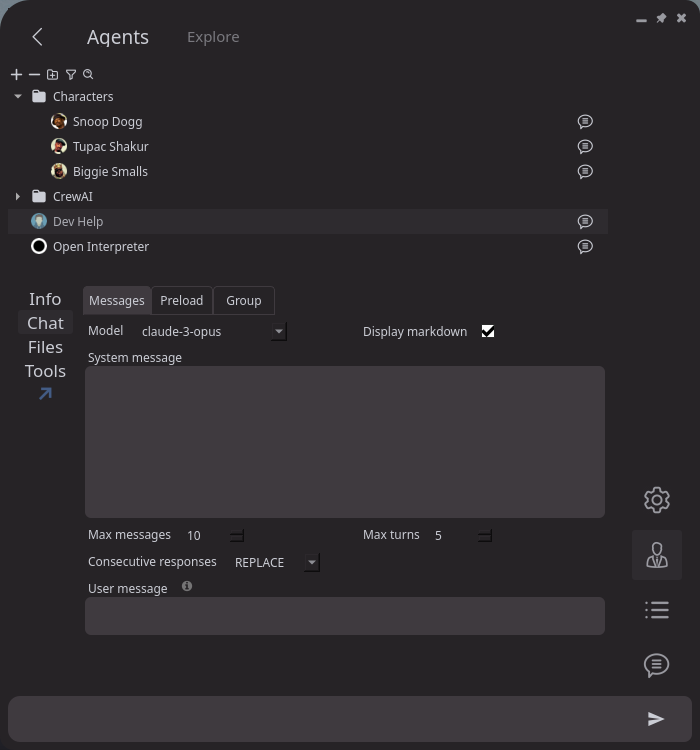 Agents Explore
Characters
Snoop Dogg
Tupac Shakur
Biggie Smalls
CrewAI
Dev Help
Open Interpreter
Info
Chat
Files
Tools
Messages Preload Group
Model claude-3-opus Display markdown
System message
Max messages 10 Max turns 5
Consecutive responses REPLACE
User message